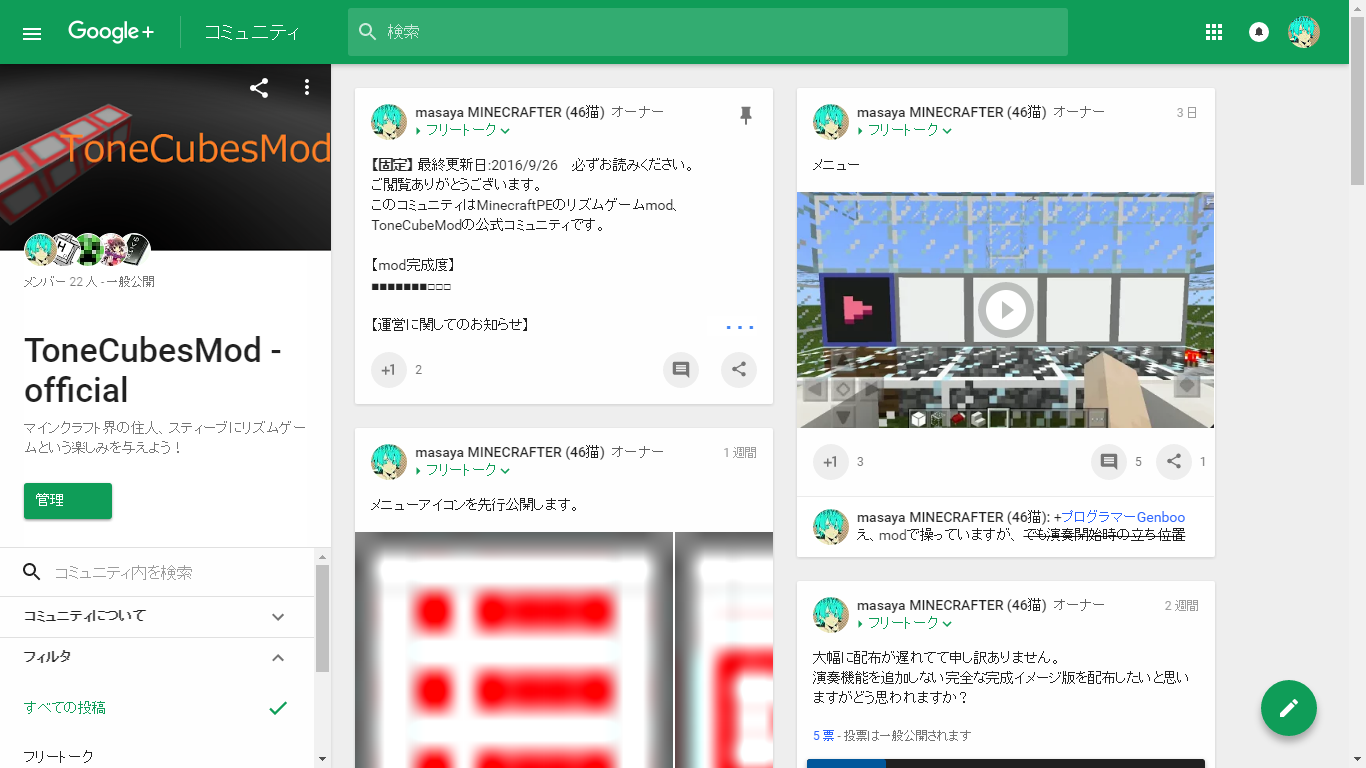 Google+
コミュニティ
検索
ToneCubesMod
メンバー 22 人 - 一般公開
ToneCubesMod -
official
マインクラフト界の住人、スティーブにリズムゲー
ムという楽しみを与えよう！
管理
コミュニティ内を検索
コミュニティについて
フィルタ
すべての投稿
フリートーク
masaya MINECRAFTER (46猫) オーナー
フリートーク
【固定】 最終更新日:2016/9/26　必ずお読みください。
ご閲覧ありがとうございます。
このコミュニティはMinecraftPEのリズムゲームmod、
ToneCubeModの公式コミュニティです。
【mod完成度】
■■■■■■■□□□
【運営に関してのお知らせ】
+1 2
masaya MINECRAFTER (46猫) オーナー 1 週間
フリートーク
メニューアイコンを先行公開します。
masaya MINECRAFTER (46猫) オーナー 3 日
フリートーク
メニュー
+1 3 5 1
masaya MINECRAFTER (46猫): +プログラマーGenboo
え、modで操っていますが、でも演奏開始時の立ち位置
masaya MINECRAFTER (46猫) オーナー 2 週間
フリートーク
大幅に配布が遅れてて申し訳ありません。
演奏機能を追加しない完全な完成イメージ版を配布したいと思い
ますがどう思われますか？
5 票 - 投票は一般公開されます